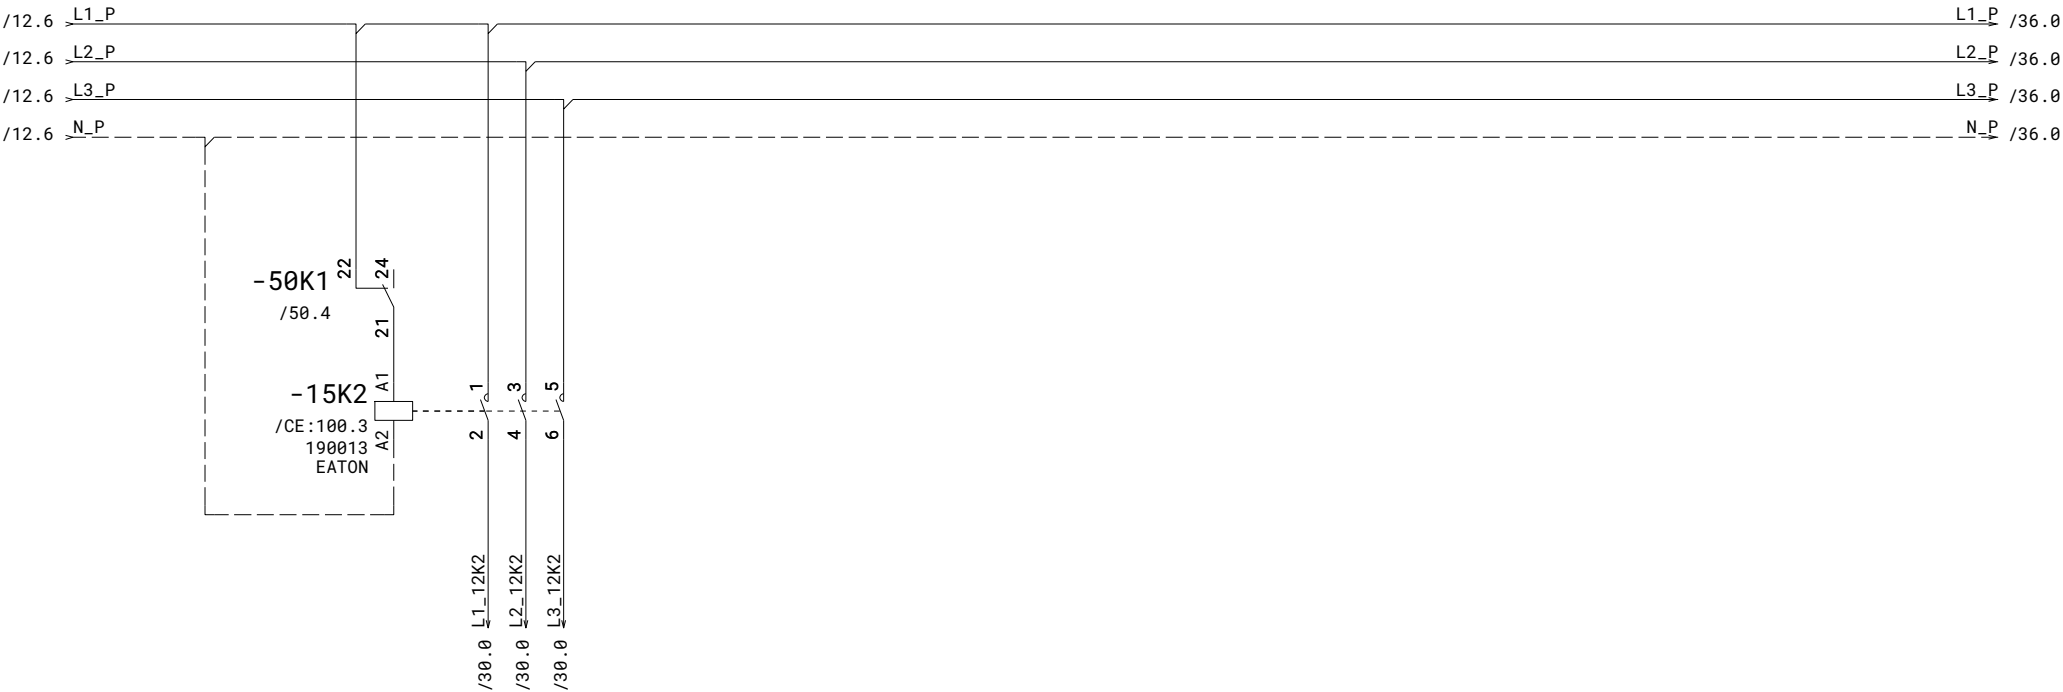 /12.6 L1_P L1_P /36.0
/12.6 L2_P L2_P /36.0
/12.6 L3_P L3_P /36.0
/12.6 N_P N_P /36.0
-50K1 22 24
/50.4
21
-15K2 A1 1 3 5
/CE:100.3 A2 2 4 6
190013
EATON
L1_12K2 L2_12K2 L3_12K2
/30.0 /30.0 /30.0